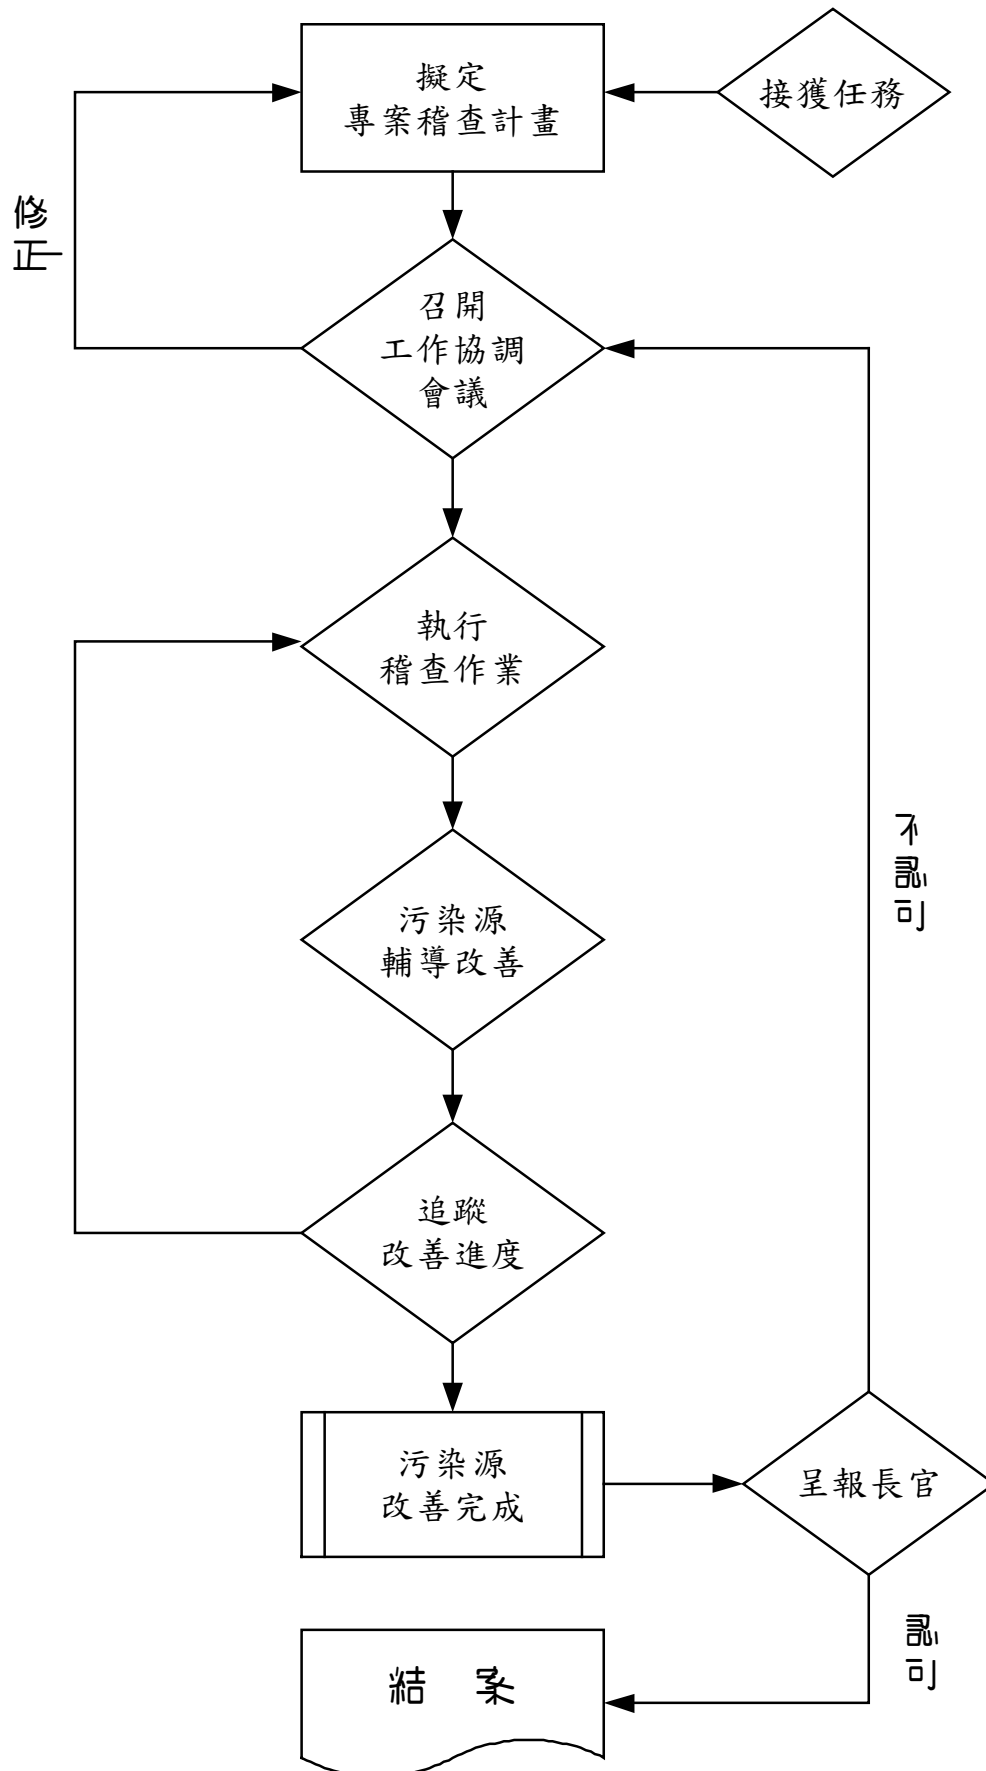 擬定
專案稽查計畫
接獲任務
修
正
召開
工作協調
會議
執行
稽查作業
不
認
可
污染源
輔導改善
追蹤
改善進度
污染源
改善完成
呈報長官
認
可
結 案